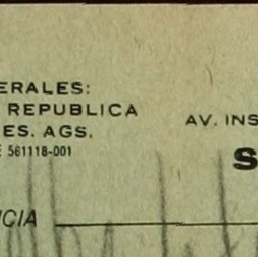 ERALES:
REPUBLICA
ES. AGS.
561118-001
AV. INS
S
CIA